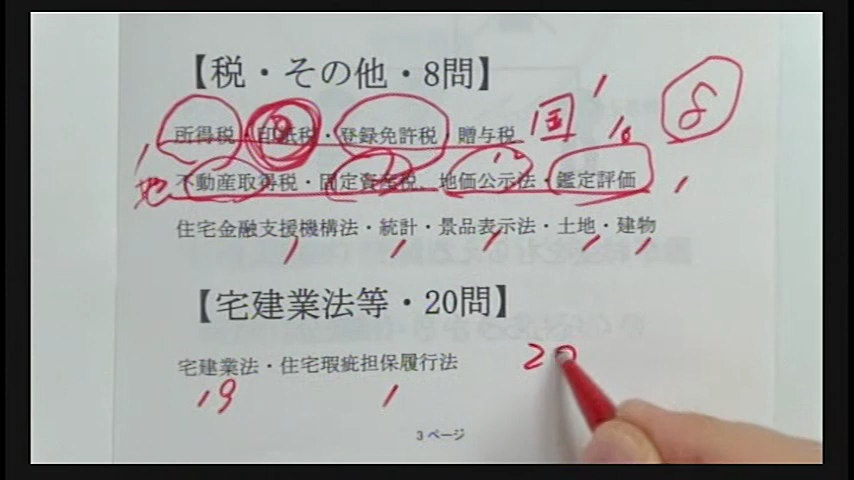 【税・その他・8問】
所得税・印紙税・登録免許税・贈与税 国 8
地 不動産取得税・固定資産税、地価公示法・鑑定評価
住宅金融支援機構法・統計・景品表示法・土地・建物
【宅建業法等・20問】
宅建業法・住宅瑕疵担保履行法 20
19 1
3 ページ